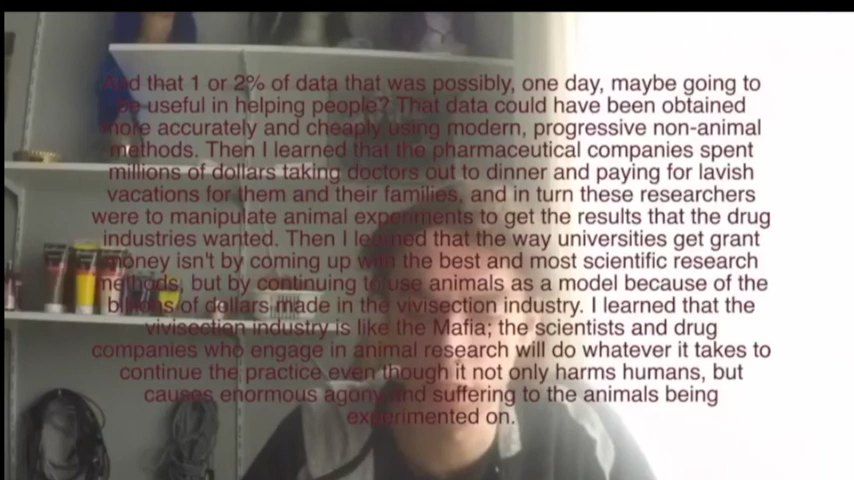 And that 1 or 2% of data that was possibly, one day, maybe going to
be useful in helping people? That data could have been obtained
more accurately and cheaply using modern, progressive non-animal
methods. Then I learned that the pharmaceutical companies spent
millions of dollars taking doctors out to dinner and paying for lavish
vacations for them and their families, and in turn these researchers
were to manipulate animal experiments to get the results that the drug
industries wanted. Then I learned that the way universities get grant
money isn't by coming up with the best and most scientific research
methods, but by continuing to use animals as a model because of the
billions of dollars made in the vivisection industry. I learned that the
vivisection industry is like the Mafia; the scientists and drug
companies who engage in animal research will do whatever it takes to
continue the practice even though it not only harms humans, but
causes enormous agony and suffering to the animals being
experimented on.